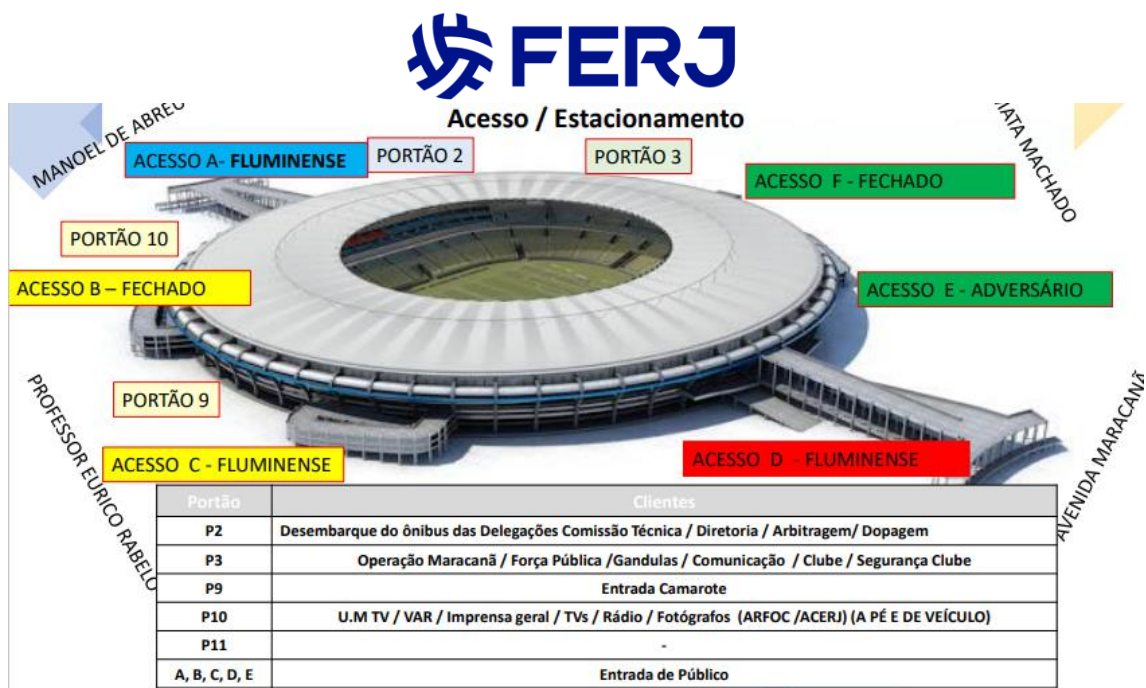 FERJ
Acesso / Estacionamento
MANOEL DE ABREU
MATA MACHADO
ACESSO A- FLUMINENSE
PORTÃO 2
PORTÃO 3
ACESSO F - FECHADO
PORTÃO 10
ACESSO B – FECHADO
ACESSO E - ADVERSÁRIO
PORTÃO 9
PROFESSOR EÚRICO RABELO
AVENIDA MARACANÃ
ACESSO C - FLUMINENSE
ACESSO D - FLUMINENSE
Portão Clientes
P2 Desembarque do ônibus das Delegações Comissão Técnica / Diretoria / Arbitragem/ Dopagem
P3 Operação Maracanã / Força Pública /Gandulas / Comunicação / Clube / Segurança Clube
P9 Entrada Camarote
P10 U.M TV / VAR / Imprensa geral / TVs / Rádio / Fotógrafos (ARFOC /ACERJ) (A PÉ E DE VEÍCULO)
P11 -
A, B, C, D, E Entrada de Público